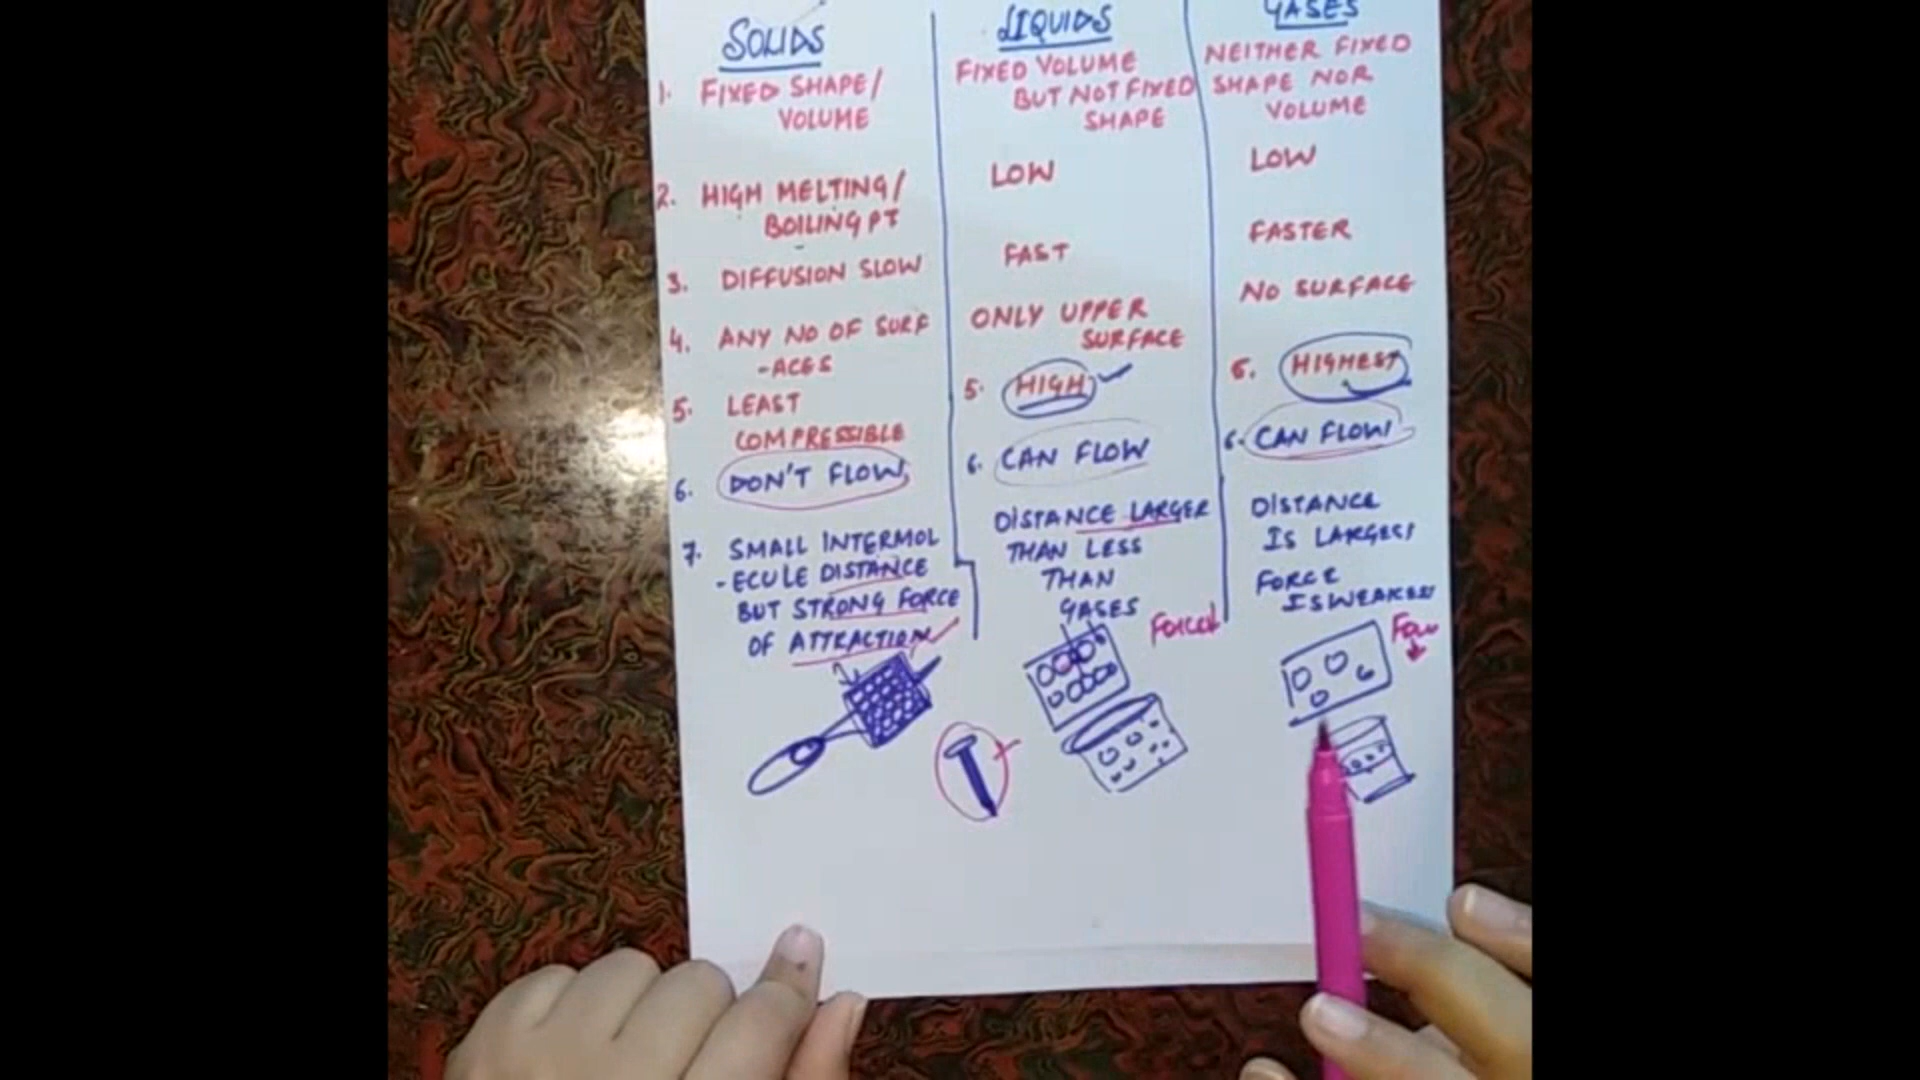 SOLIDS
1. FIXED SHAPE/
VOLUME
2. HIGH MELTING/
BOILING PT
3. DIFFUSION SLOW
4. ANY NO OF SURF
-ACES
5. LEAST
COMPRESSIBLE
6. DON'T FLOW
7. SMALL INTERMOL
-ECULE DISTANCE
BUT STRONG FORCE
OF ATTRACTION
LIQUIDS
FIXED VOLUME
BUT NOT FIXED
SHAPE
LOW
FAST
ONLY UPPER
SURFACE
5. HIGH
6. CAN FLOW
DISTANCE LARGER
THAN LESS
THAN
GASES
GASES
NEITHER FIXED
SHAPE NOR
VOLUME
LOW
FASTER
NO SURFACE
HIGHEST
6. CAN FLOW
DISTANCE
IS LARGEST
FORCE
IS WEAKEST